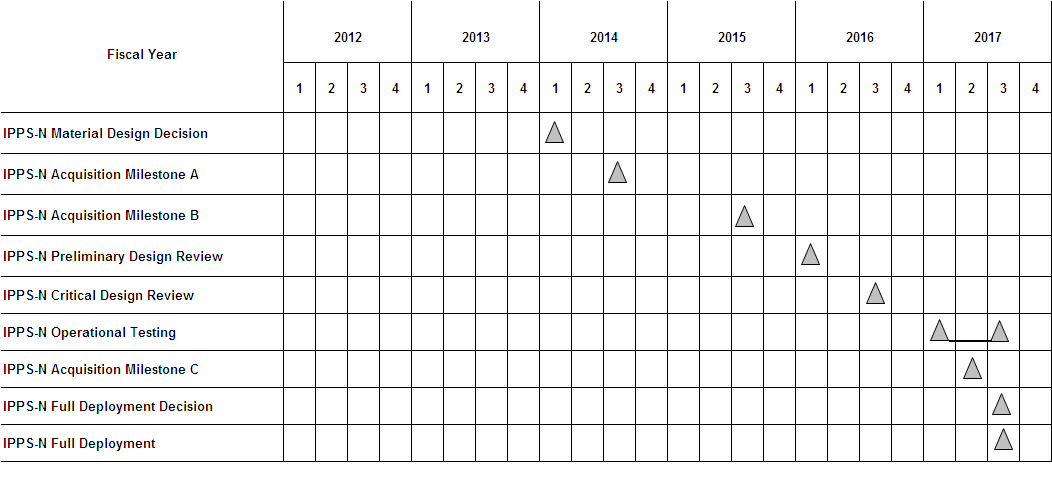 2012 2013 2014 2015 2016 2017
Fiscal Year
1 2 3 4 1 2 3 4 1 2 3 4 1 2 3 4 1 2 3 4 1 2 3 4
IPPS-N Material Design Decision
IPPS-N Acquisition Milestone A
IPPS-N Acquisition Milestone B
IPPS-N Preliminary Design Review
IPPS-N Critical Design Review
IPPS-N Operational Testing
IPPS-N Acquisition Milestone C
IPPS-N Full Deployment Decision
IPPS-N Full Deployment